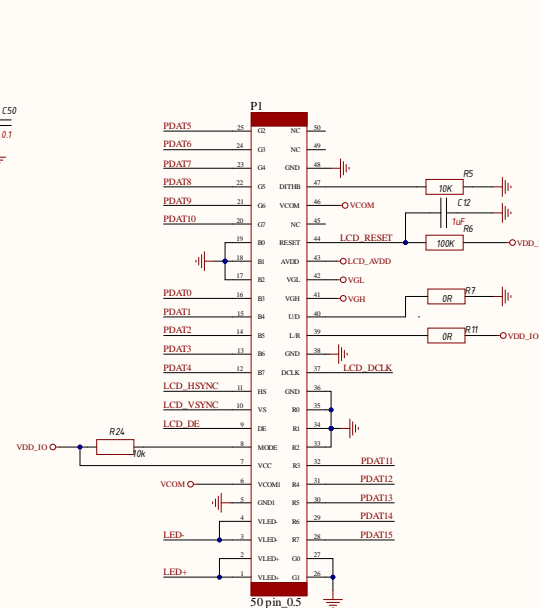 C50
0.1
P1
PDAT5 25 G2 NC 50
PDAT6 24 G3 NC 49
PDAT7 23 G4 GND 48
PDAT8 22 G5 DITHB 47 10K R5
PDAT9 21 G6 VCOM 46 VCOM C12 1uF
PDAT10 20 G7 NC 45
19 B0 RESET 44 LCD_RESET 100K R6 VDD_
18 B1 AVDD 43 LCD_AVDD
17 B2 VGL 42 VGL
PDAT0 16 B3 VGH 41 VGH
PDAT1 15 B4 U/D 40 0R R7
PDAT2 14 B5 L/R 39 0R R11 VDD_IO
PDAT3 13 B6 GND 38
PDAT4 12 B7 DCLK 37 LCD_DCLK
LCD_HSYNC 11 HS GND 36
LCD_VSYNC 10 VS R0 35
LCD_DE 9 DE R1 34
VDD_IO R24 10k 8 MODE R2 33
7 VCC R3 32 PDAT11
VCOM 6 VCOM1 R4 31 PDAT12
5 GND1 R5 30 PDAT13
4 VLED- R6 29 PDAT14
LED- 3 VLED- R7 28 PDAT15
2 VLED+ G0 27
LED+ 1 VLED+ G1 26
50 pin_0.5